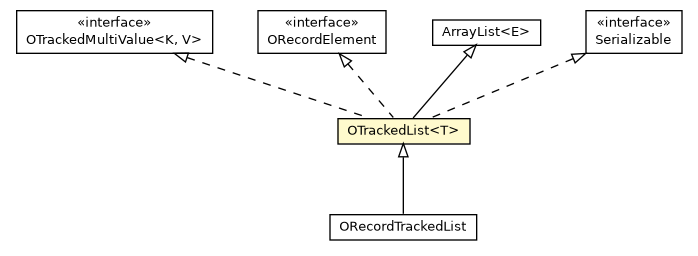 «interface»
OTrackedMultiValue<K, V>
«interface»
ORecordElement
ArrayList<E>
«interface»
Serializable
OTrackedList<T>
ORecordTrackedList